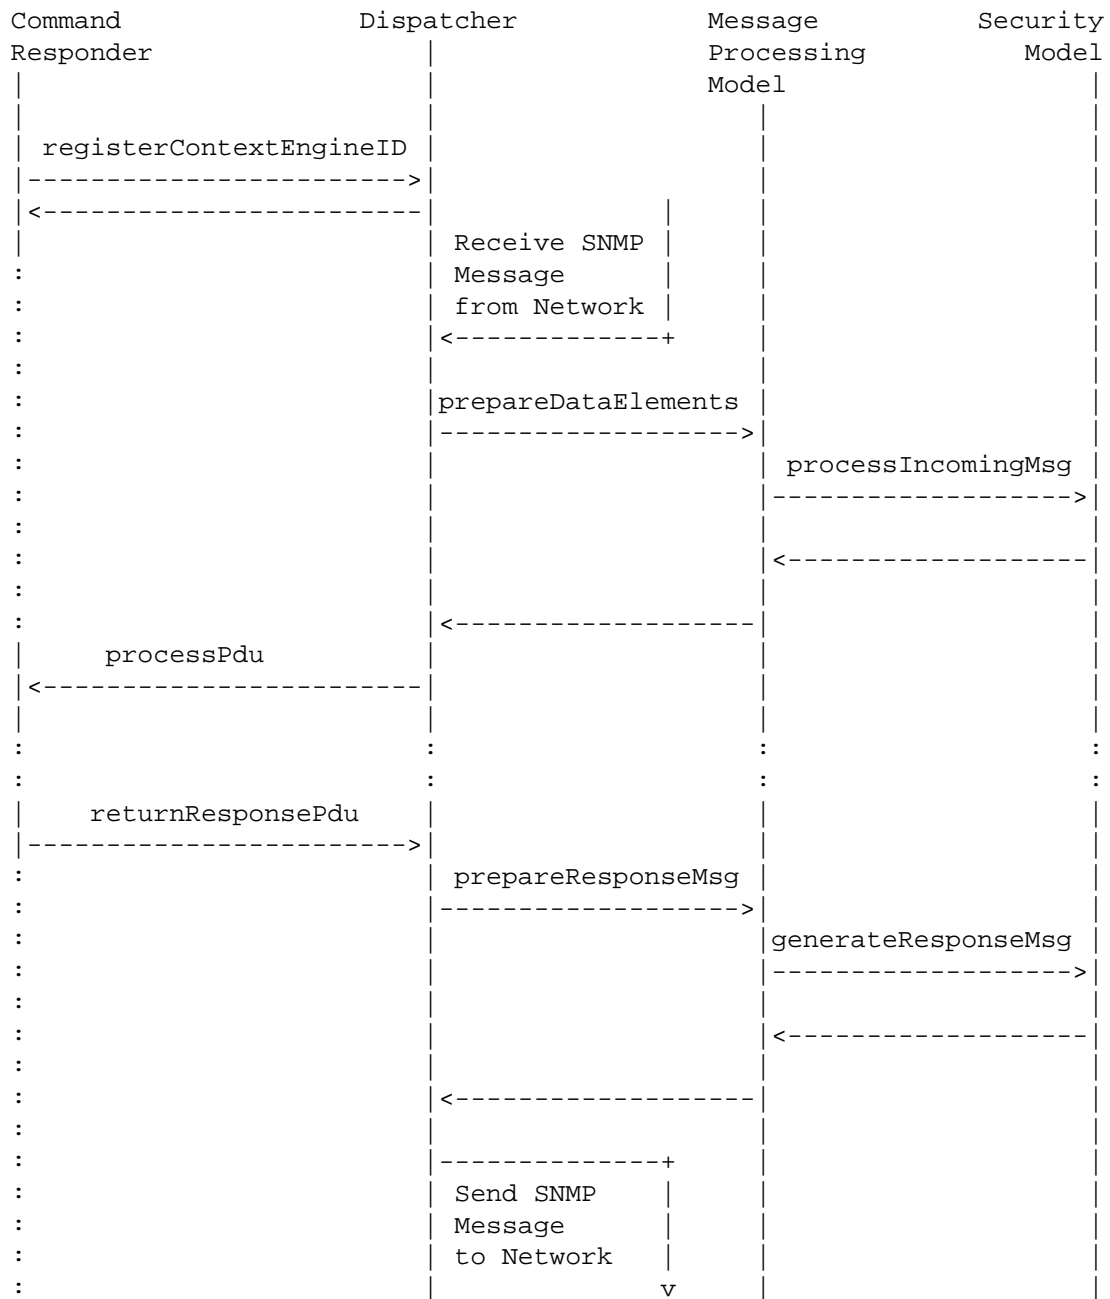 Command Dispatcher Message Security
Responder Processing Model
Model
registerContextEngineID
Receive SNMP
Message
from Network
prepareDataElements
processIncomingMsg
processPdu
returnResponsePdu
prepareResponseMsg
generateResponseMsg
Send SNMP
Message
to Network